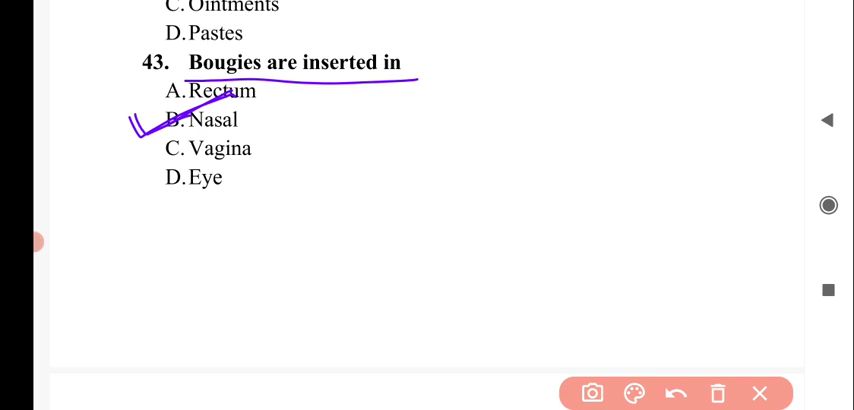 C. Ointments
D. Pastes
43. Bougies are inserted in
A. Rectum
B. Nasal
C. Vagina
D. Eye